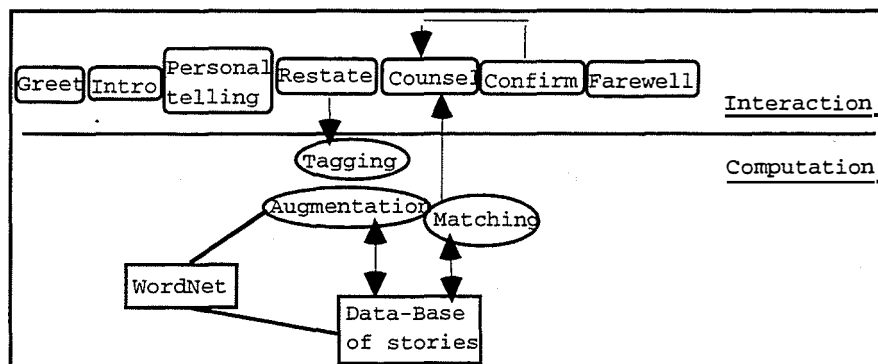 Greet
Intro
Personal
telling
Restate
Counsel
Confirm
Farewell
Interaction
Tagging
Computation
Augmentation
Matching
WordNet
Data-Base
of stories